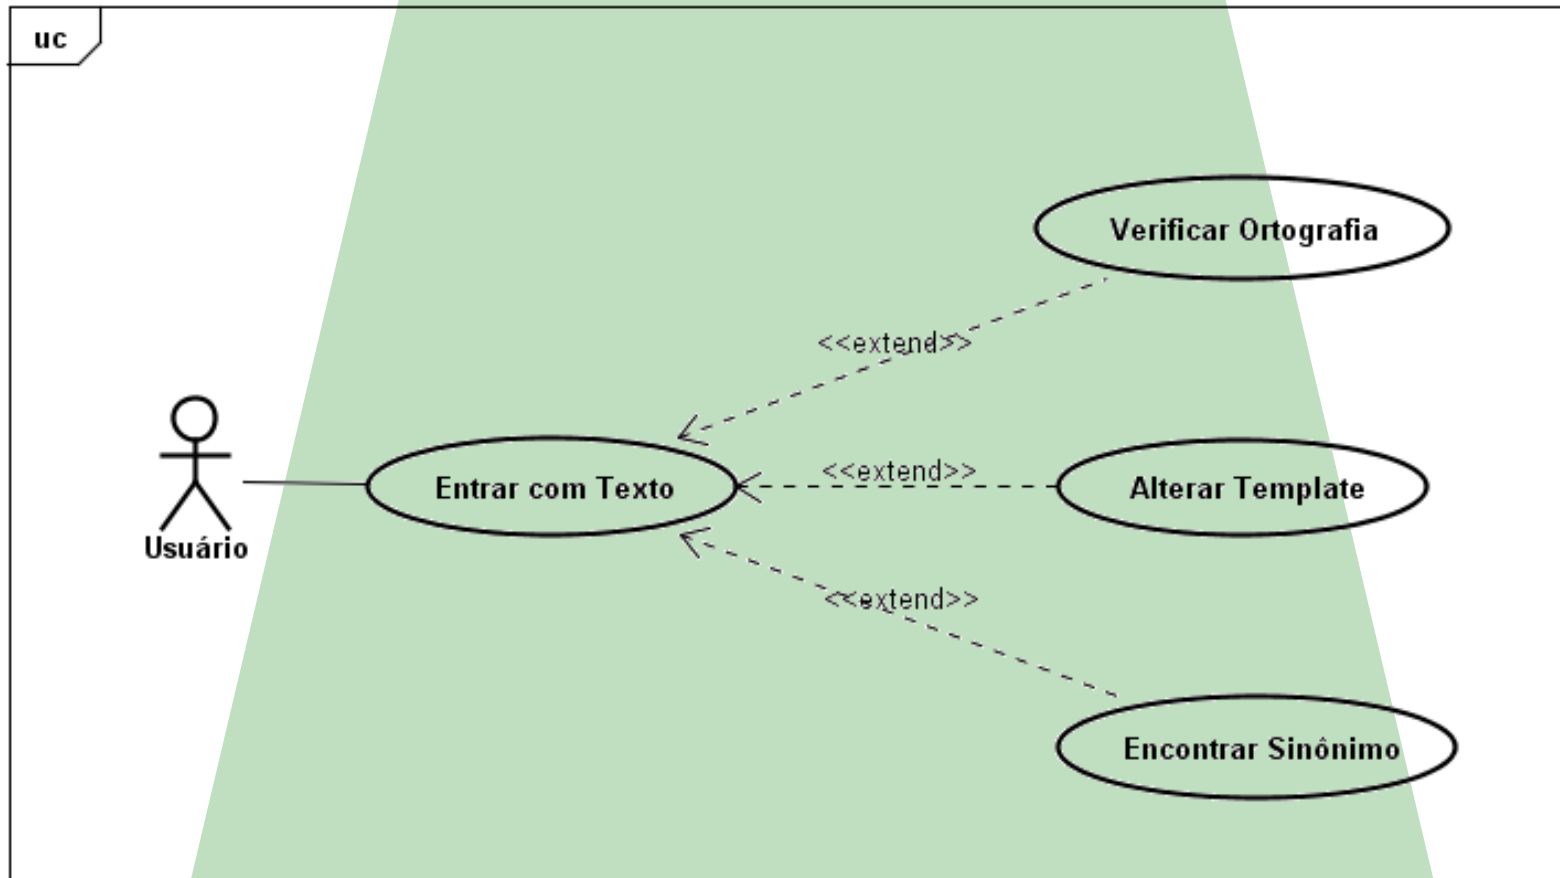 uc
Verificar Ortografia
<<extend>>
<<extend>>
Entrar com Texto
Alterar Template
Usuário
<<extend>>
Encontrar Sinônimo